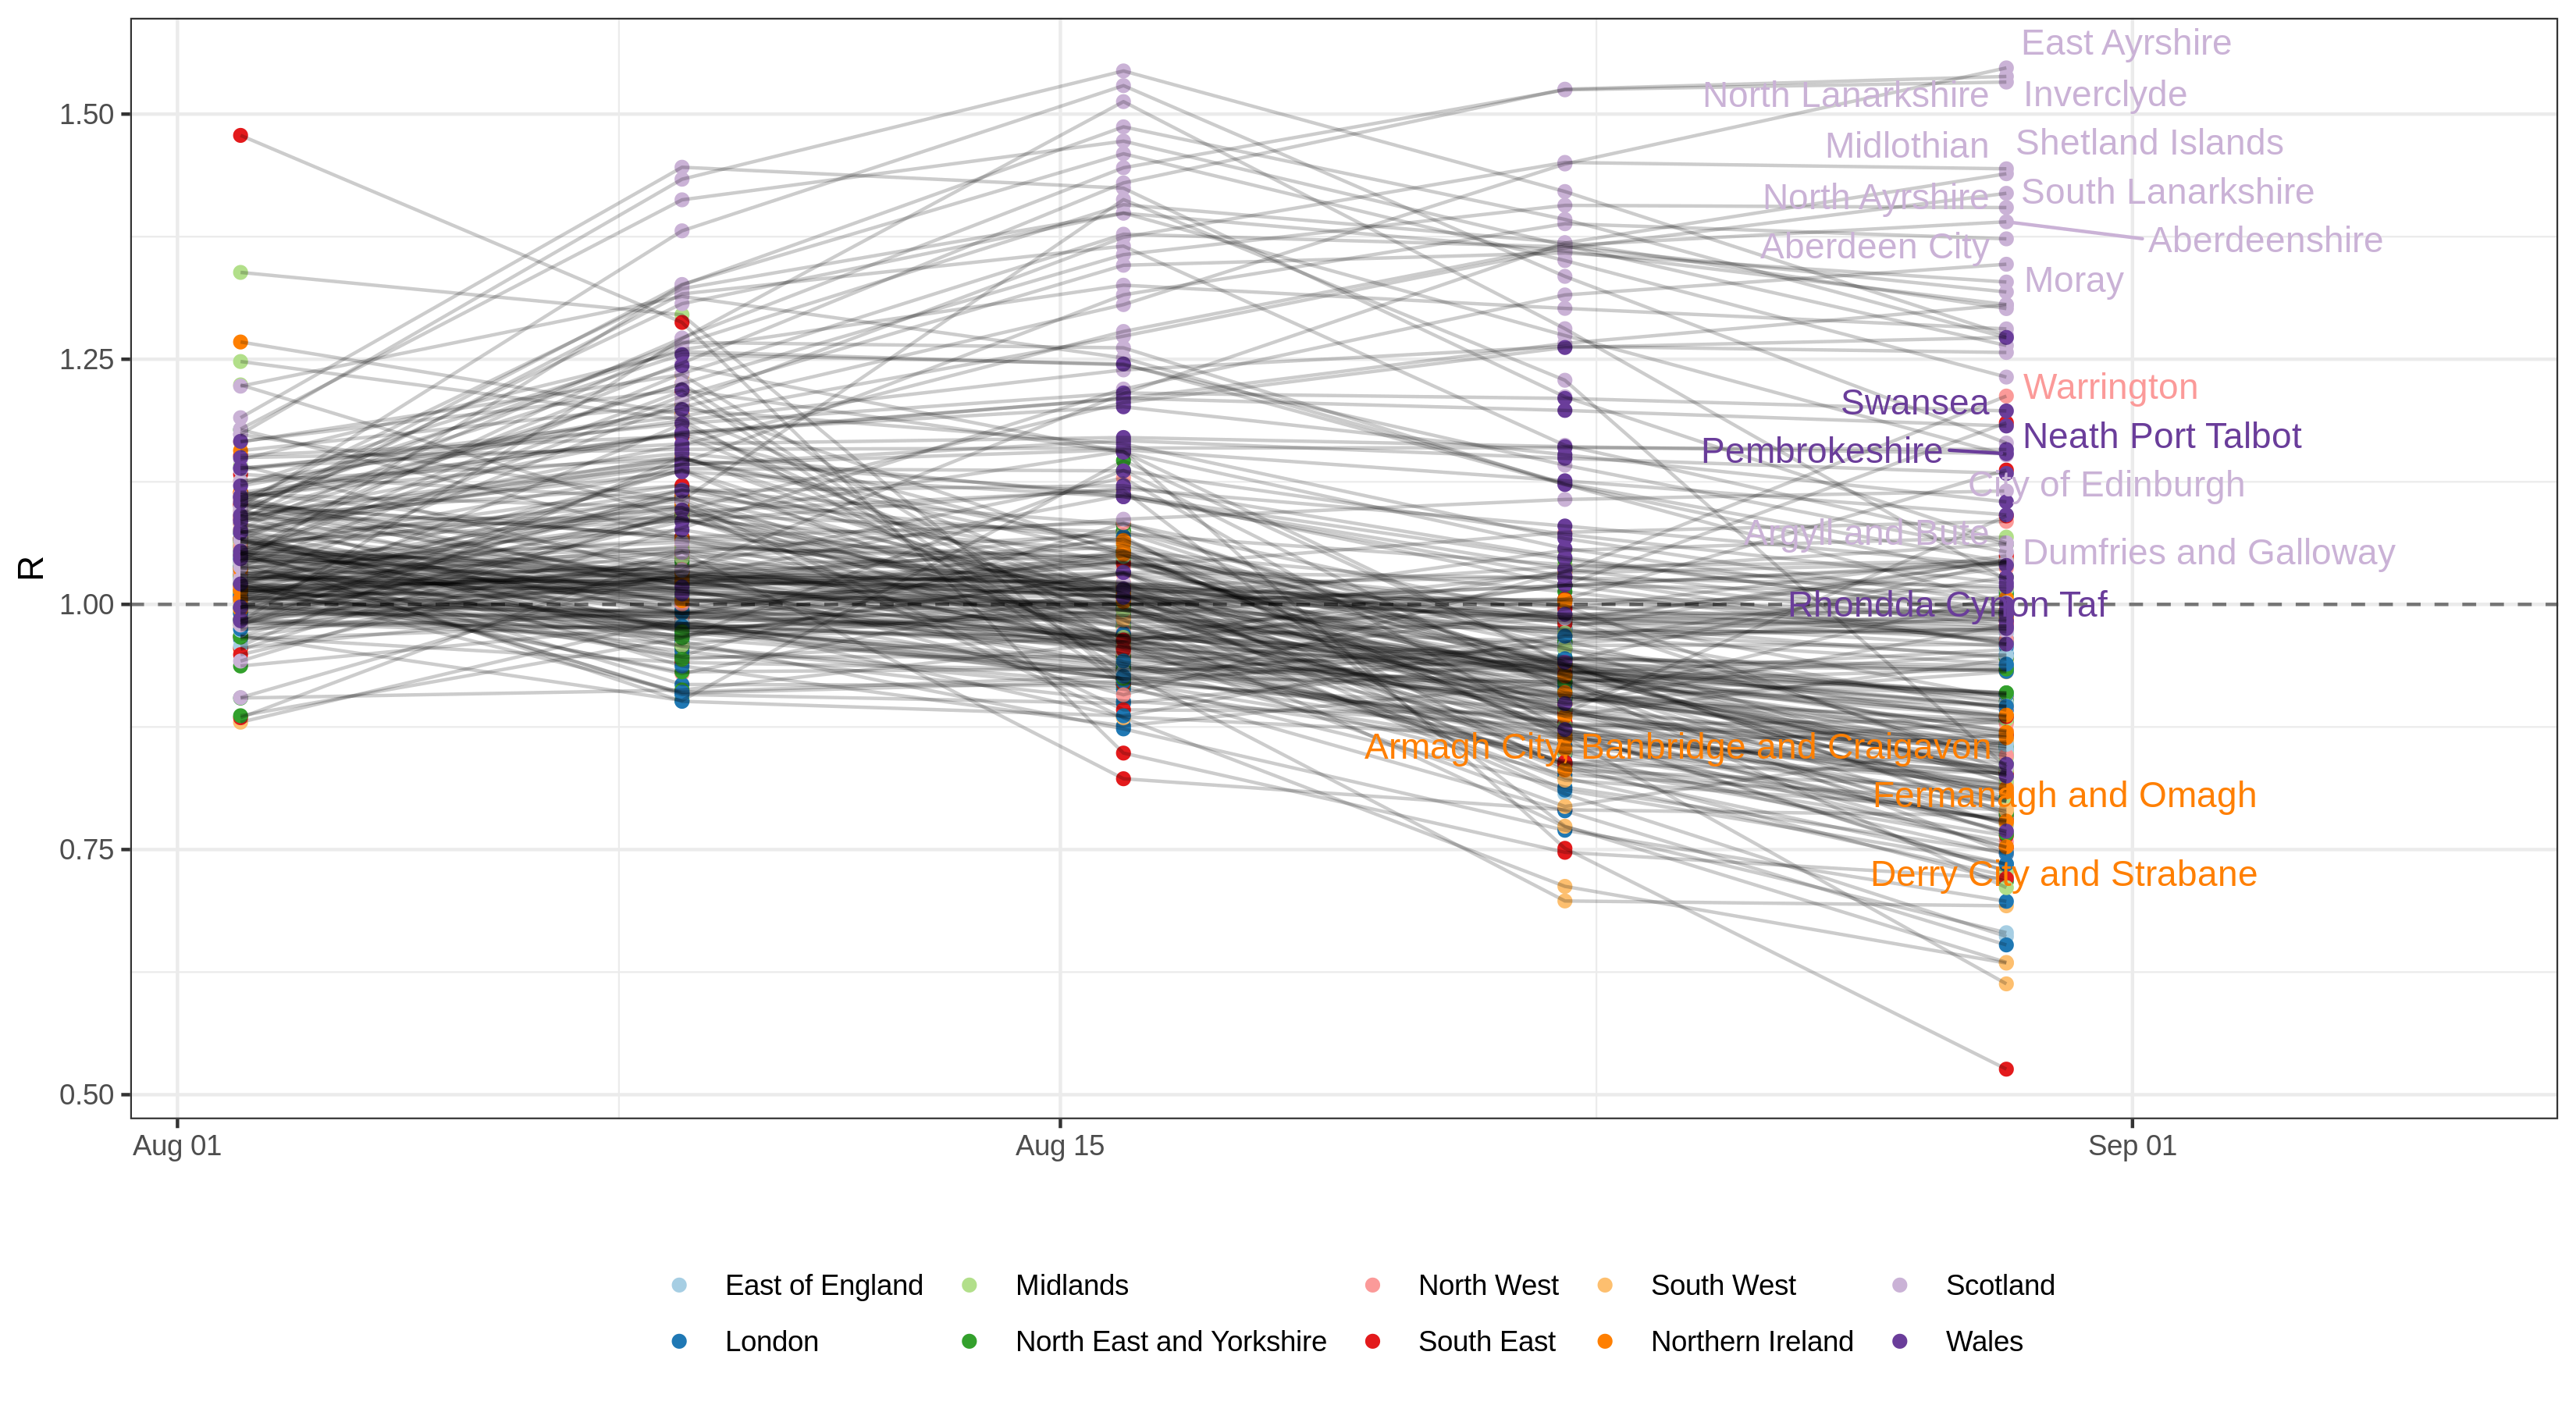 East Ayrshire
1.50
North Lanarkshire
Inverclyde
Midlothian
Shetland Islands
North Ayrshire
South Lanarkshire
Aberdeen City
Aberdeenshire
Moray
1.25
Warrington
Swansea
Neath Port Talbot
Pembrokeshire
City of Edinburgh
Argyll and Bute
Dumfries and Galloway
R
1.00
Rhondda Cynon Taf
Armagh City, Banbridge and Craigavon
Fermanagh and Omagh
0.75
Derry City and Strabane
0.50
Aug 01
Aug 15
Sep 01
East of England
Midlands
North West
South West
Scotland
London
North East and Yorkshire
South East
Northern Ireland
Wales